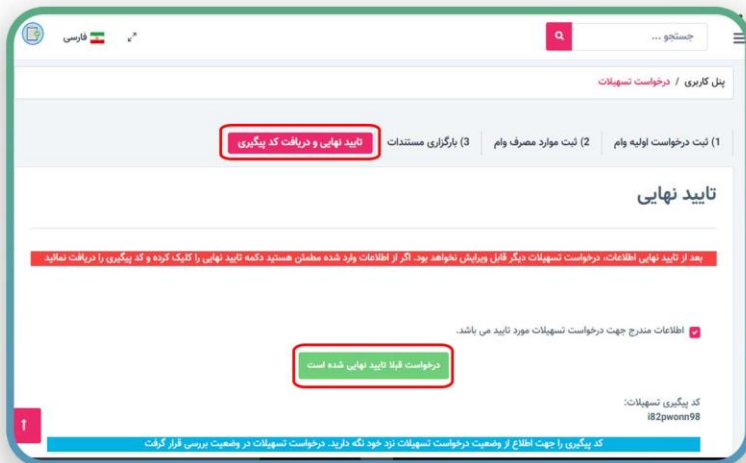 جستجو ...
فارسی
پنل کاربری / درخواست تسهیلات
1) ثبت درخواست اولیه وام
2) ثبت موارد مصرف وام
3) بارگزاری مستندات
تایید نهایی و دریافت کد پیگیری
تایید نهایی
بعد از تایید نهایی اطلاعات، درخواست تسهیلات دیگر قابل ویرایش نخواهد بود. اگر از اطلاعات وارد شده مطمئن هستید دکمه تایید نهایی را کلیک کرده و کد پیگیری را دریافت نمائید
اطلاعات مندرج جهت درخواست تسهیلات مورد تایید می باشد.
درخواست قبلا تایید نهایی شده است
کد پیگیری تسهیلات:
i82pwonn98
کد پیگیری را جهت اطلاع از وضعیت درخواست تسهیلات نزد خود نگه دارید. درخواست تسهیلات در وضعیت بررسی قرار گرفت